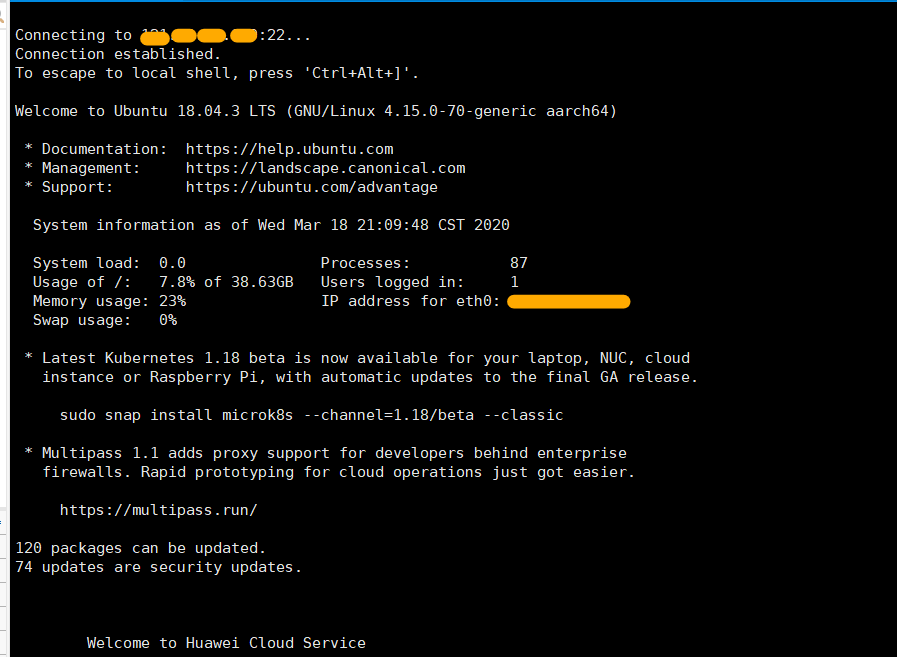 Connecting to :22...
Connection established.
To escape to local shell, press 'Ctrl+Alt+]'.
Welcome to Ubuntu 18.04.3 LTS (GNU/Linux 4.15.0-70-generic aarch64)
* Documentation: https://help.ubuntu.com
* Management: https://landscape.canonical.com
* Support: https://ubuntu.com/advantage
System information as of Wed Mar 18 21:09:48 CST 2020
System load: 0.0 Processes: 87
Usage of /: 7.8% of 38.63GB Users logged in: 1
Memory usage: 23% IP address for eth0:
Swap usage: 0%
* Latest Kubernetes 1.18 beta is now available for your laptop, NUC, cloud
instance or Raspberry Pi, with automatic updates to the final GA release.
sudo snap install microk8s --channel=1.18/beta --classic
* Multipass 1.1 adds proxy support for developers behind enterprise
firewalls. Rapid prototyping for cloud operations just got easier.
https://multipass.run/
120 packages can be updated.
74 updates are security updates.
Welcome to Huawei Cloud Service